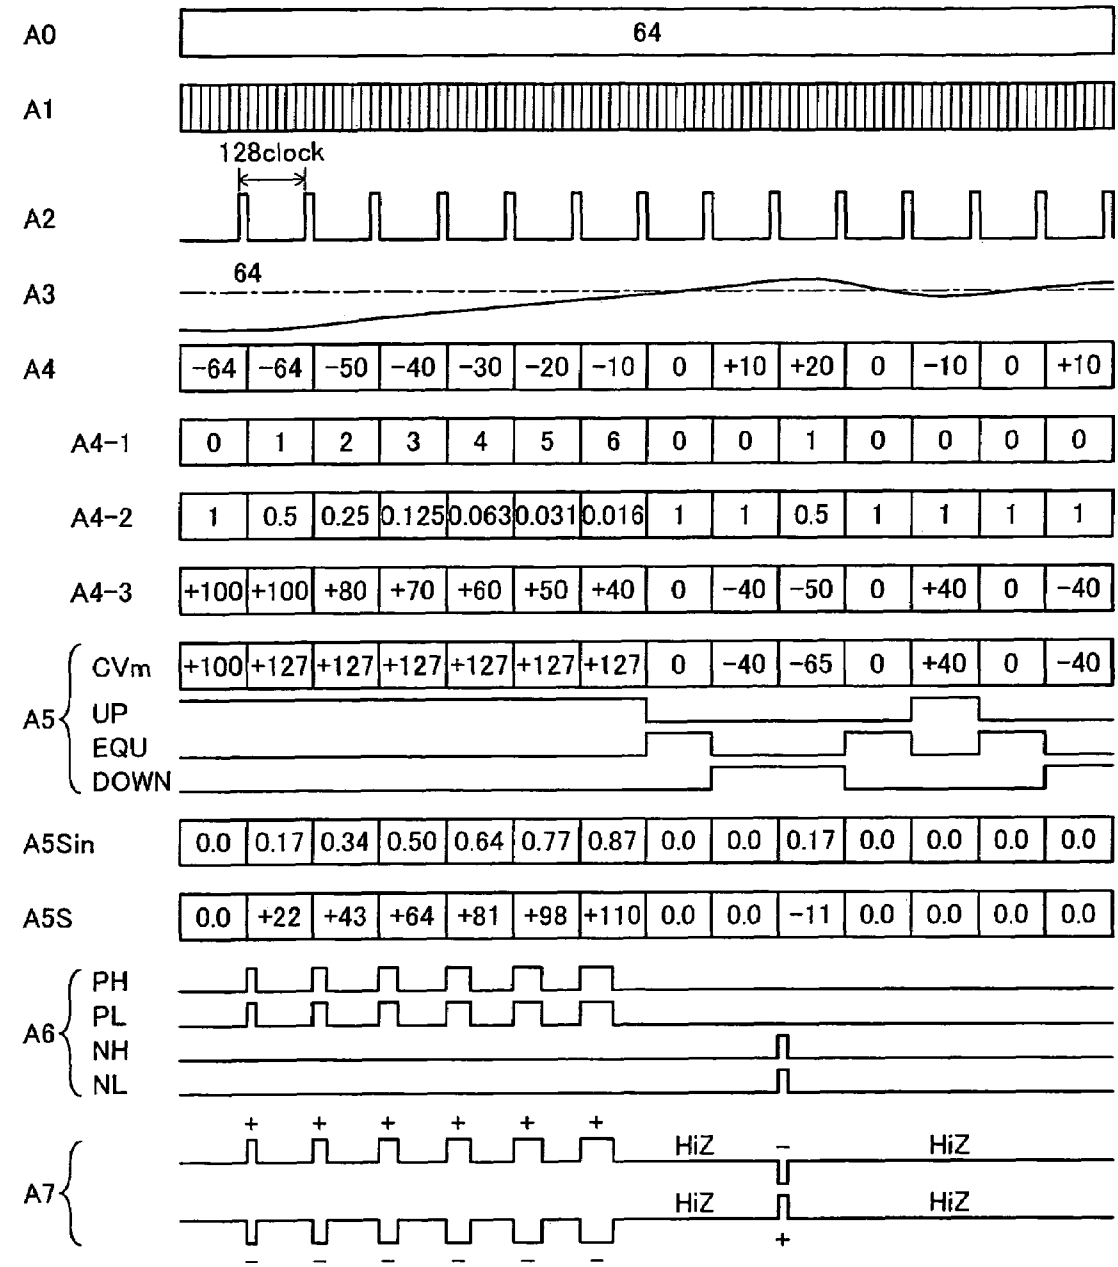 A0 64
A1
128clock
A2
64
A3
A4 −64 −64 −50 −40 −30 −20 −10 0 +10 +20 0 −10 0 +10
A4−1 0 1 2 3 4 5 6 0 0 1 0 0 0 0
A4−2 1 0.5 0.25 0.125 0.063 0.031 0.016 1 1 0.5 1 1 1 1
A4−3 +100 +100 +80 +70 +60 +50 +40 0 −40 −50 0 +40 0 −40
CVm +100 +127 +127 +127 +127 +127 +127 0 −40 −65 0 +40 0 −40
A5 UP
EQU
DOWN
A5Sin 0.0 0.17 0.34 0.50 0.64 0.77 0.87 0.0 0.0 0.17 0.0 0.0 0.0 0.0
A5S 0.0 +22 +43 +64 +81 +98 +110 0.0 0.0 −11 0.0 0.0 0.0 0.0
PH
PL
A6
NH
NL
+ + + + + +
HiZ − HiZ
A7
HiZ HiZ
+
− − − − − −